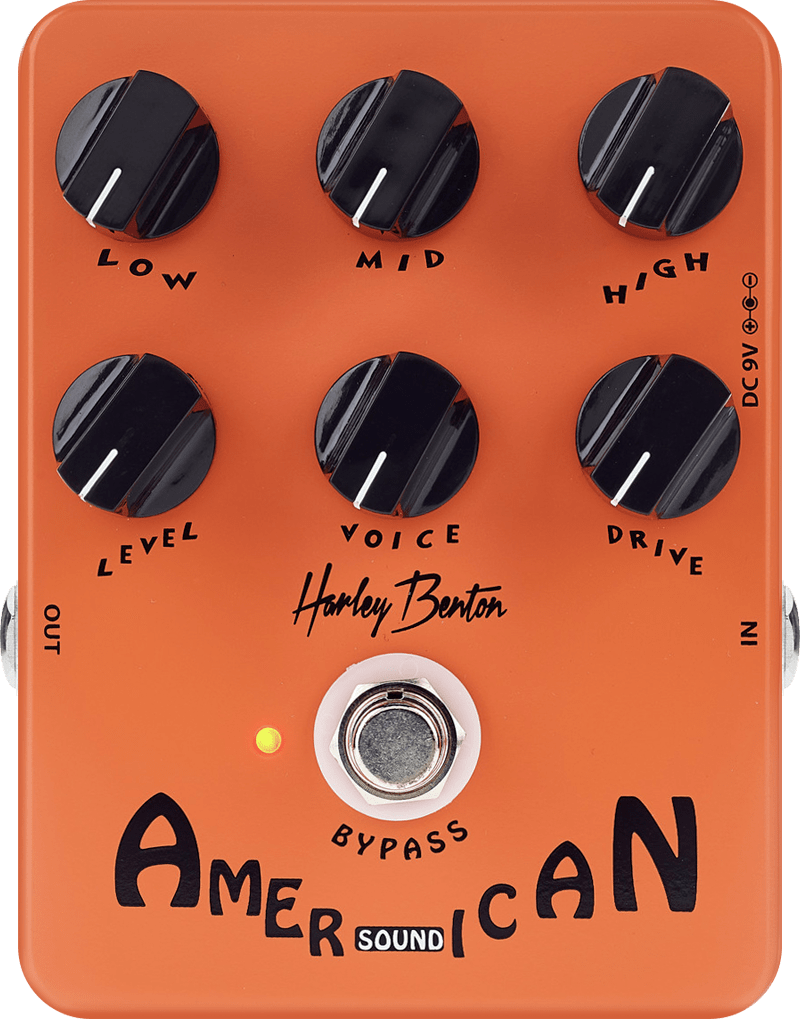 LOW
MID
HIGH
DC 9V
LEVEL
VOICE
DRIVE
Harley Benton
OUT
IN
BYPASS
AMERICAN
SOUND